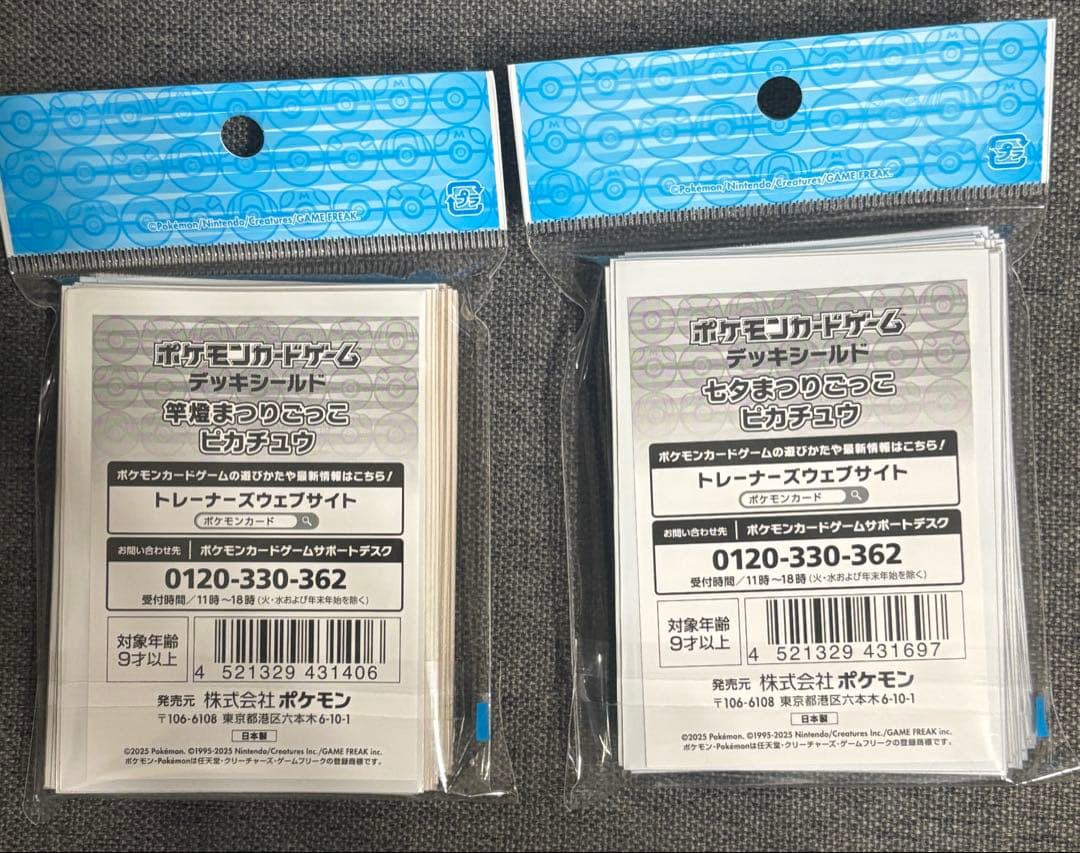 ©Pokémon/Nintendo/Creatures/GAME FREAK.
プラ
ポケモンカードゲーム
デッキシールド
竿燈まつりごっこ
ピカチュウ
ポケモンカードゲームの遊びかたや最新情報はこちら!
トレーナーズウェブサイト
ポケモンカード
お問い合わせ先 ポケモンカードゲームサポートデスク
0120-330-362
受付時間/11時~18時(火・水および年末年始を除く)
対象年齢
9才以上
4 521329 431406
発売元 株式会社ポケモン
〒106-6108 東京都港区六本木6-10-1
日本製
©2025 Pokémon. ©1995-2025 Nintendo/Creatures Inc./GAME FREAK inc.
ポケモン・Pokémonは任天堂・クリーチャーズ・ゲームフリークの登録商標です。
©Pokémon/Nintendo/Creatures/GAME FREAK.
プラ
ポケモンカードゲーム
デッキシールド
七夕まつりごっこ
ピカチュウ
ポケモンカードゲームの遊びかたや最新情報はこちら!
トレーナーズウェブサイト
ポケモンカード
お問い合わせ先 ポケモンカードゲームサポートデスク
0120-330-362
受付時間/11時~18時(火・水および年末年始を除く)
対象年齢
9才以上
4 521329 431697
発売元 株式会社ポケモン
〒106-6108 東京都港区六本木6-10-1
日本製
©2025 Pokémon. ©1995-2025 Nintendo/Creatures Inc./GAME FREAK inc.
ポケモン・Pokémonは任天堂・クリーチャーズ・ゲームフリークの登録商標です。